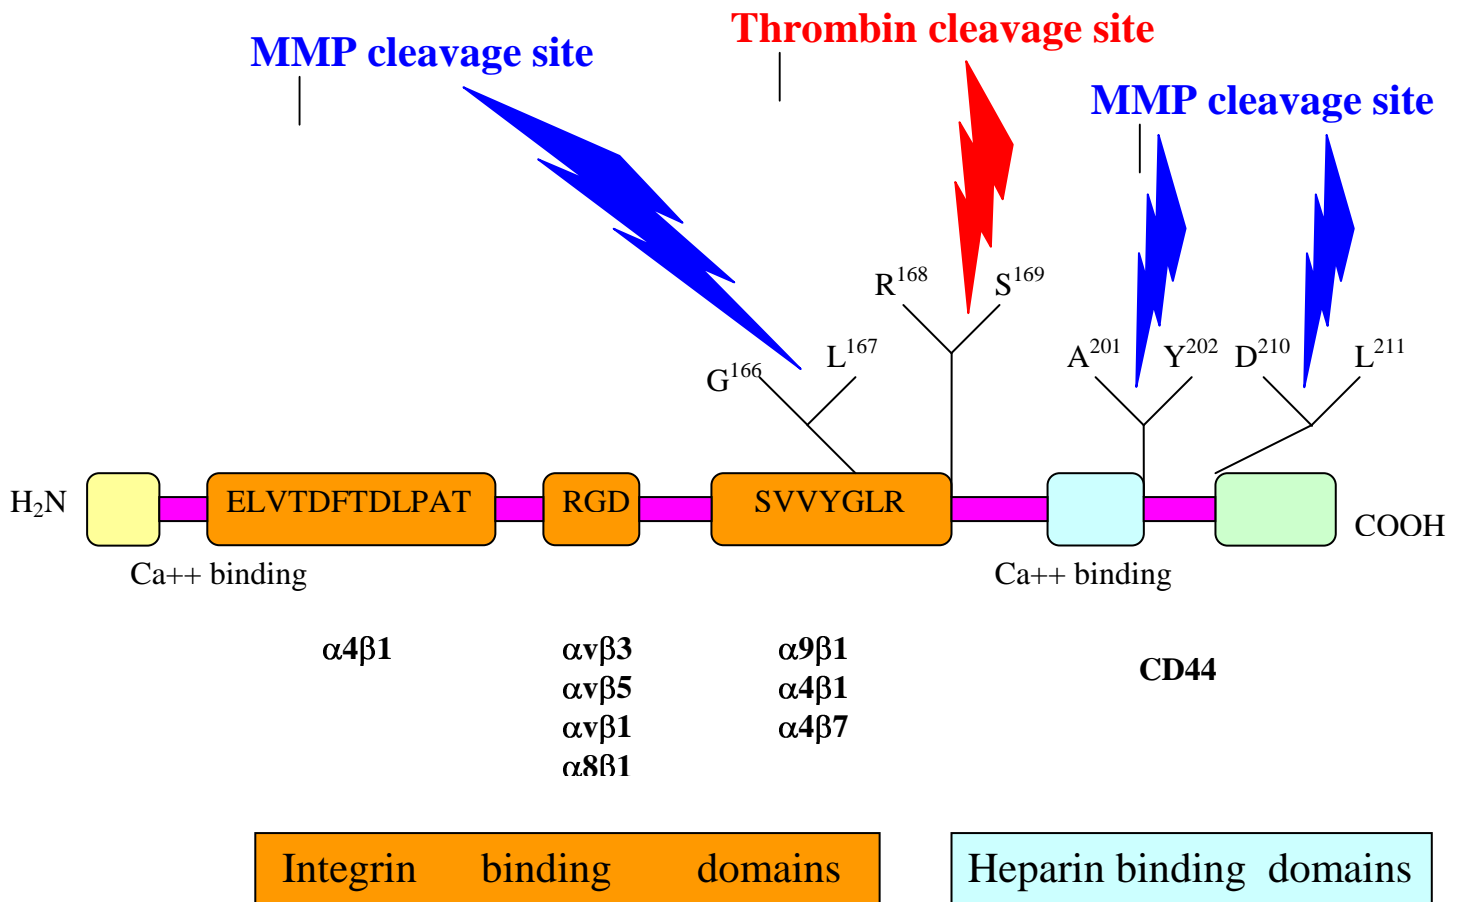 Thrombin cleavage site
MMP cleavage site
MMP cleavage site
R168 S169
G166 L167 A201 Y202 D210 L211
H2N ELVTDFTDLPAT RGD SVVYGLR COOH
Ca++ binding Ca++ binding
α4β1 αvβ3 α9β1 CD44
αvβ5 α4β1
αvβ1 α4β7
α8β1
Integrin binding domains Heparin binding domains